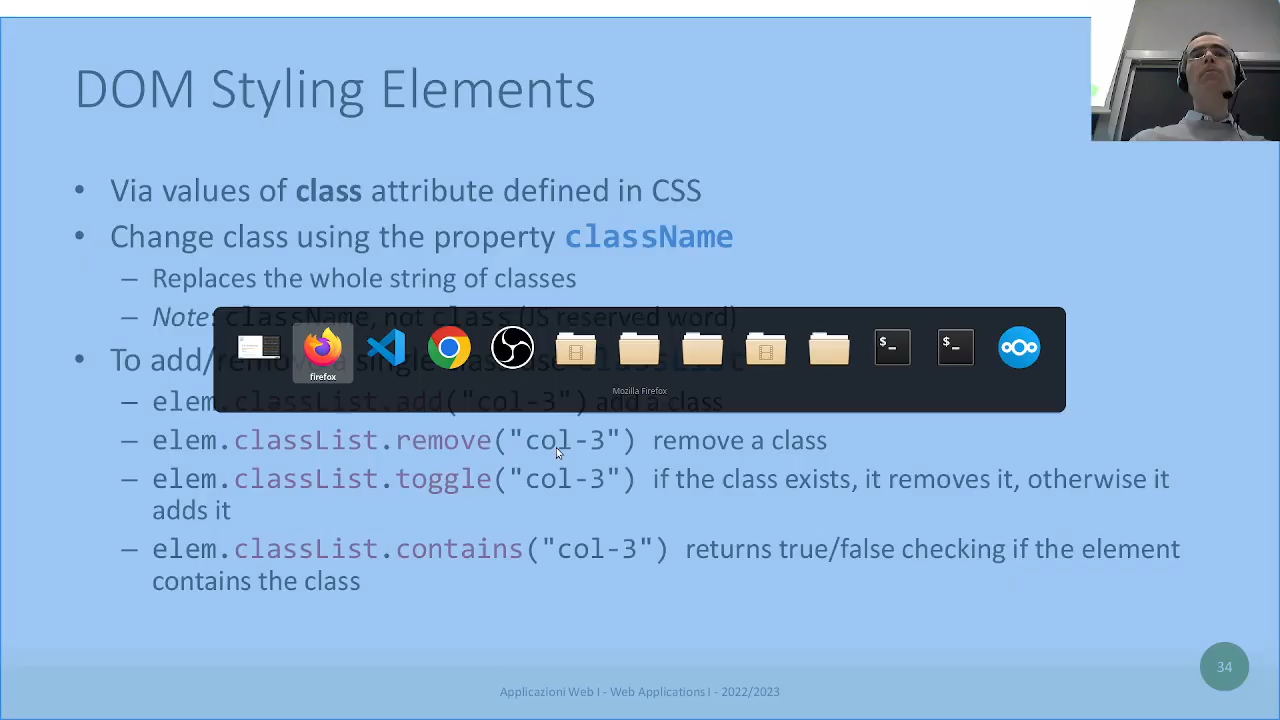 DOM Styling Elements
• Via values of class attribute defined in CSS
• Change class using the property className
– Replaces the whole string of classes
– Note: className, not class (JS reserved word)
• To add/remove a single class use classList
– elem.classList.add("col-3") add a class
– elem.classList.remove("col-3") remove a class
– elem.classList.toggle("col-3") if the class exists, it removes it, otherwise it
adds it
– elem.classList.contains("col-3") returns true/false checking if the element
contains the class
firefox
$_
$_
Mozilla Firefox
34
Applicazioni Web I - Web Applications I - 2022/2023